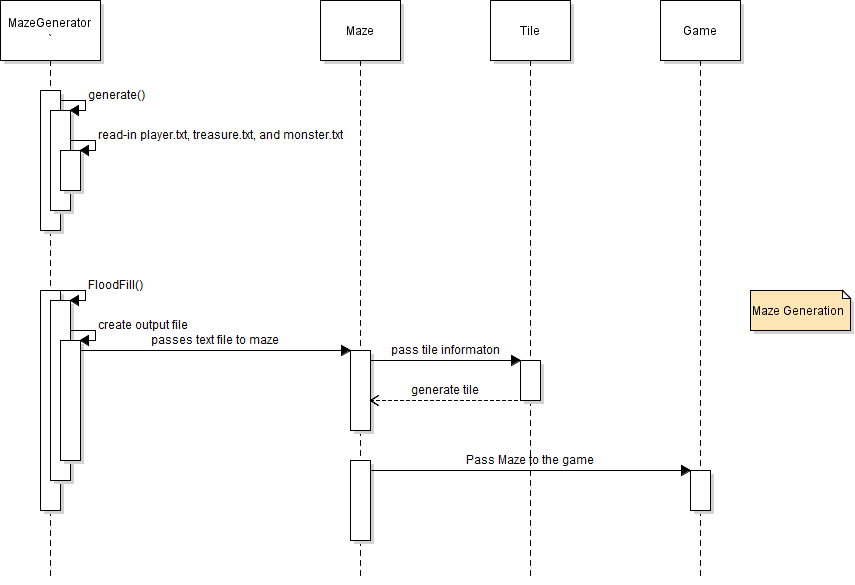 MazeGenerator
`
Maze
Tile
Game
generate()
read-in player.txt, treasure.txt, and monster.txt
FloodFill()
create output file
passes text file to maze
pass tile informaton
generate tile
Maze Generation
Pass Maze to the game